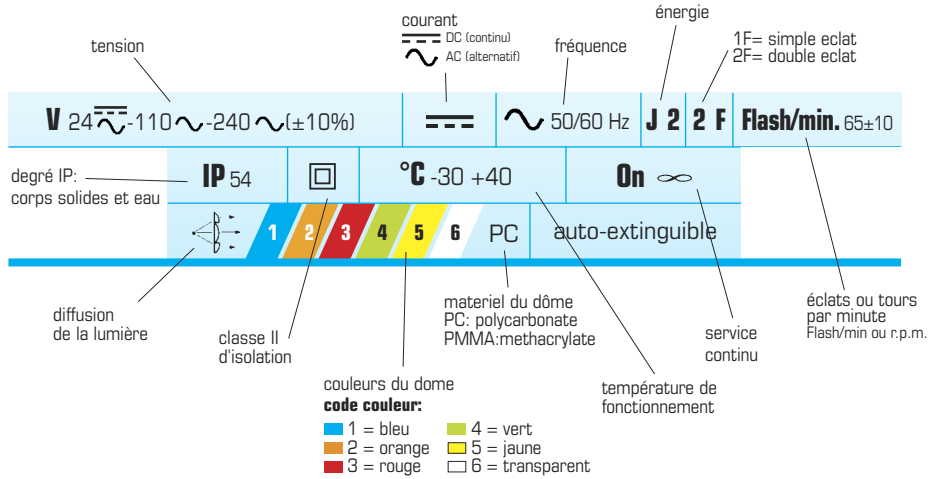 énergie
courant
DC (continu)
AC (alternatif)
tension
fréquence
1F= simple eclat
2F= double eclat
V 24 -110 -240 (±10%)
50/60 Hz
J 2
2 F
Flash/min. 65±10
degré IP:
corps solides et eau
IP 54
°C -30 +40
On ∞
1 2 3 4 5 6 PC
auto-extinguible
diffusion
de la lumière
classe II
d'isolation
materiel du dôme
PC: polycarbonate
PMMA:methacrylate
service
continu
éclats ou tours
par minute
Flash/min ou r.p.m.
température de
fonctionnement
couleurs du dome
code couleur:
1 = bleu
2 = orange
3 = rouge
4 = vert
5 = jaune
6 = transparent